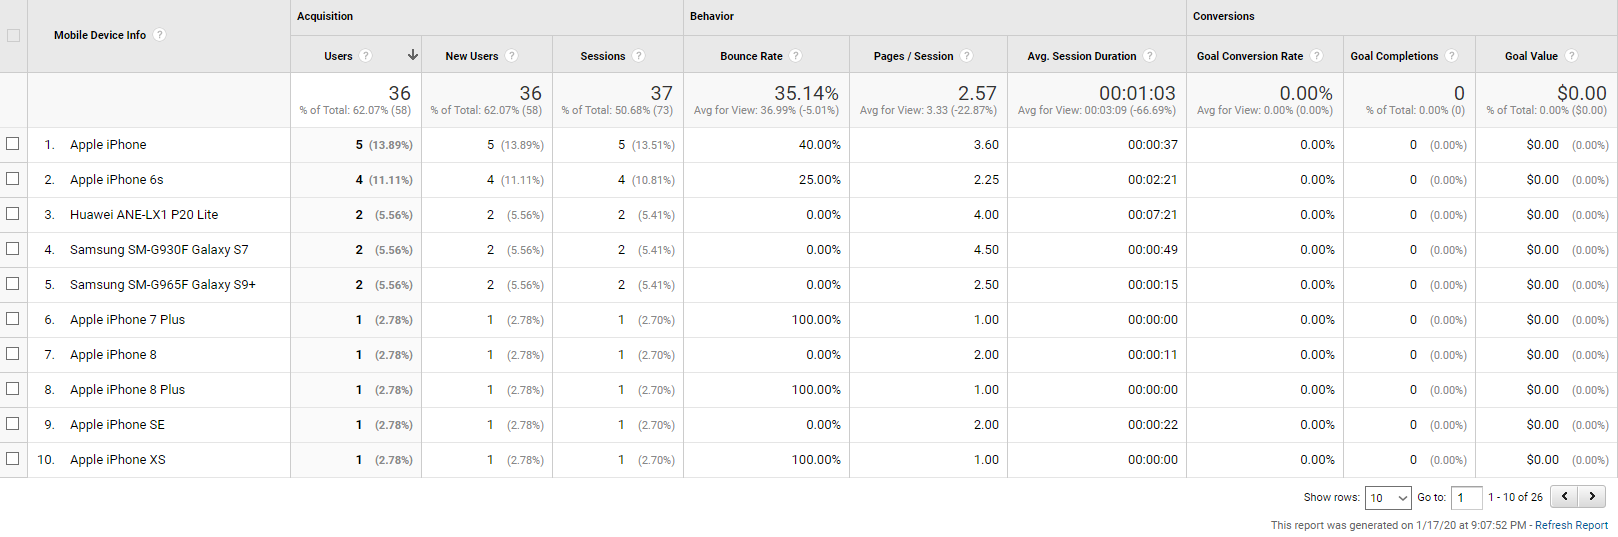 Acquisition Behavior Conversions
Mobile Device Info ?
Users ? New Users ? Sessions ? Bounce Rate ? Pages / Session ? Avg. Session Duration ? Goal Conversion Rate ? Goal Completions ? Goal Value ?
36 36 37 35.14% 2.57 00:01:03 0.00% 0 $0.00
% of Total: 62.07% (58) % of Total: 62.07% (58) % of Total: 50.68% (73) Avg for View: 36.99% (-5.01%) Avg for View: 3.33 (-22.87%) Avg for View: 00:03:09 (-66.69%) Avg for View: 0.00% (0.00%) % of Total: 0.00% (0) % of Total: 0.00% ($0.00)
1. Apple iPhone 5 (13.89%) 5 (13.89%) 5 (13.51%) 40.00% 3.60 00:00:37 0.00% 0 (0.00%) $0.00 (0.00%)
2. Apple iPhone 6s 4 (11.11%) 4 (11.11%) 4 (10.81%) 25.00% 2.25 00:02:21 0.00% 0 (0.00%) $0.00 (0.00%)
3. Huawei ANE-LX1 P20 Lite 2 (5.56%) 2 (5.56%) 2 (5.41%) 0.00% 4.00 00:07:21 0.00% 0 (0.00%) $0.00 (0.00%)
4. Samsung SM-G930F Galaxy S7 2 (5.56%) 2 (5.56%) 2 (5.41%) 0.00% 4.50 00:00:49 0.00% 0 (0.00%) $0.00 (0.00%)
5. Samsung SM-G965F Galaxy S9+ 2 (5.56%) 2 (5.56%) 2 (5.41%) 0.00% 2.50 00:00:15 0.00% 0 (0.00%) $0.00 (0.00%)
6. Apple iPhone 7 Plus 1 (2.78%) 1 (2.78%) 1 (2.70%) 100.00% 1.00 00:00:00 0.00% 0 (0.00%) $0.00 (0.00%)
7. Apple iPhone 8 1 (2.78%) 1 (2.78%) 1 (2.70%) 0.00% 2.00 00:00:11 0.00% 0 (0.00%) $0.00 (0.00%)
8. Apple iPhone 8 Plus 1 (2.78%) 1 (2.78%) 1 (2.70%) 100.00% 1.00 00:00:00 0.00% 0 (0.00%) $0.00 (0.00%)
9. Apple iPhone SE 1 (2.78%) 1 (2.78%) 1 (2.70%) 0.00% 2.00 00:00:22 0.00% 0 (0.00%) $0.00 (0.00%)
10. Apple iPhone XS 1 (2.78%) 1 (2.78%) 1 (2.70%) 100.00% 1.00 00:00:00 0.00% 0 (0.00%) $0.00 (0.00%)
Show rows: 10 Go to: 1 1 - 10 of 26
This report was generated on 1/17/20 at 9:07:52 PM - Refresh Report